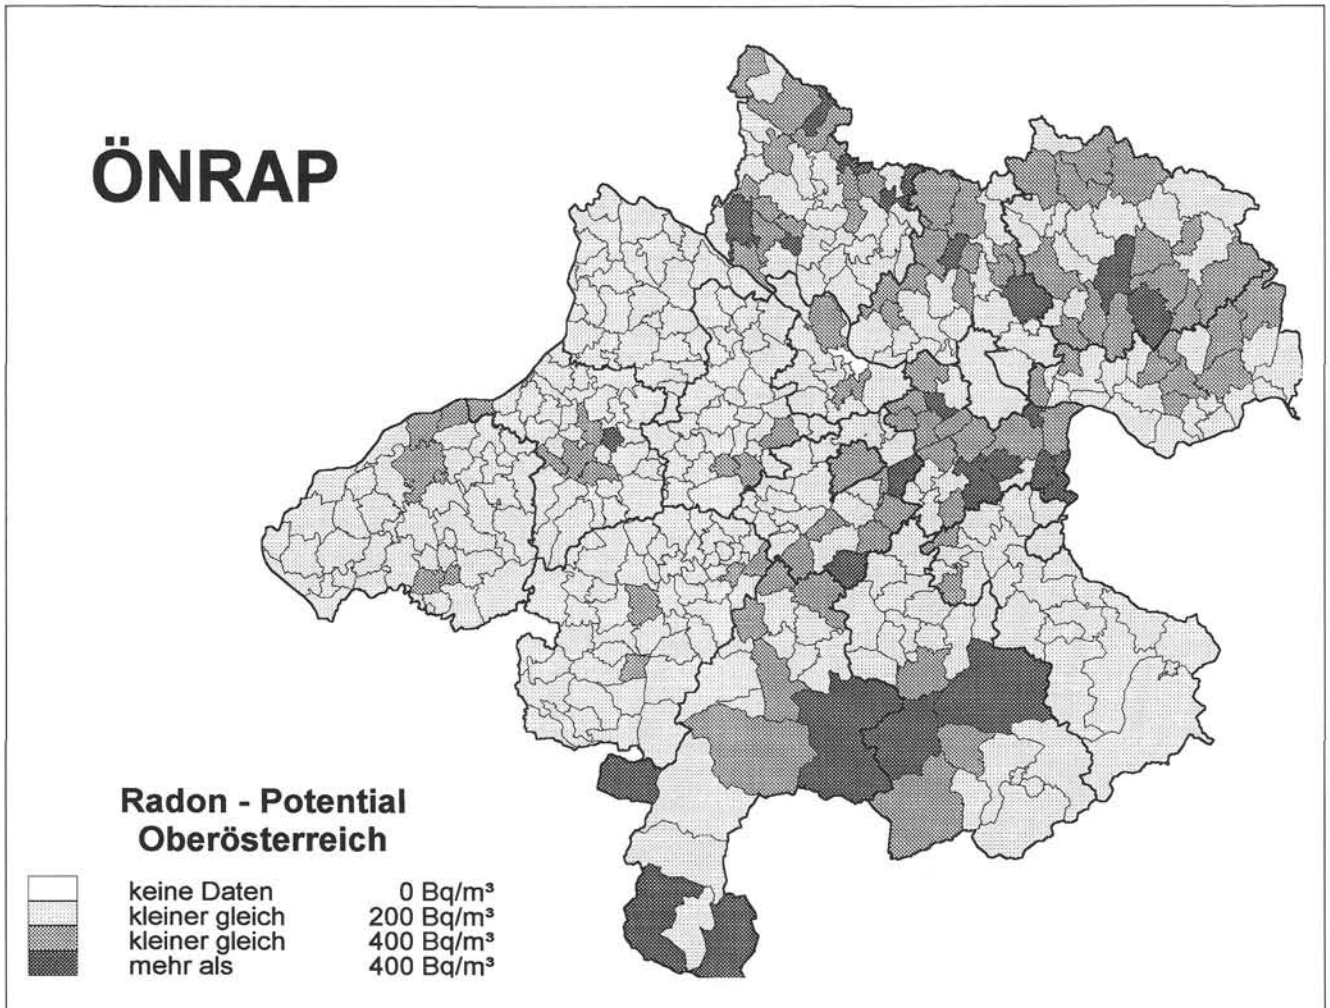 ÖNRAP
Radon - Potential
Oberösterreich
keine Daten 0 Bq/m³
kleiner gleich 200 Bq/m³
kleiner gleich 400 Bq/m³
mehr als 400 Bq/m³